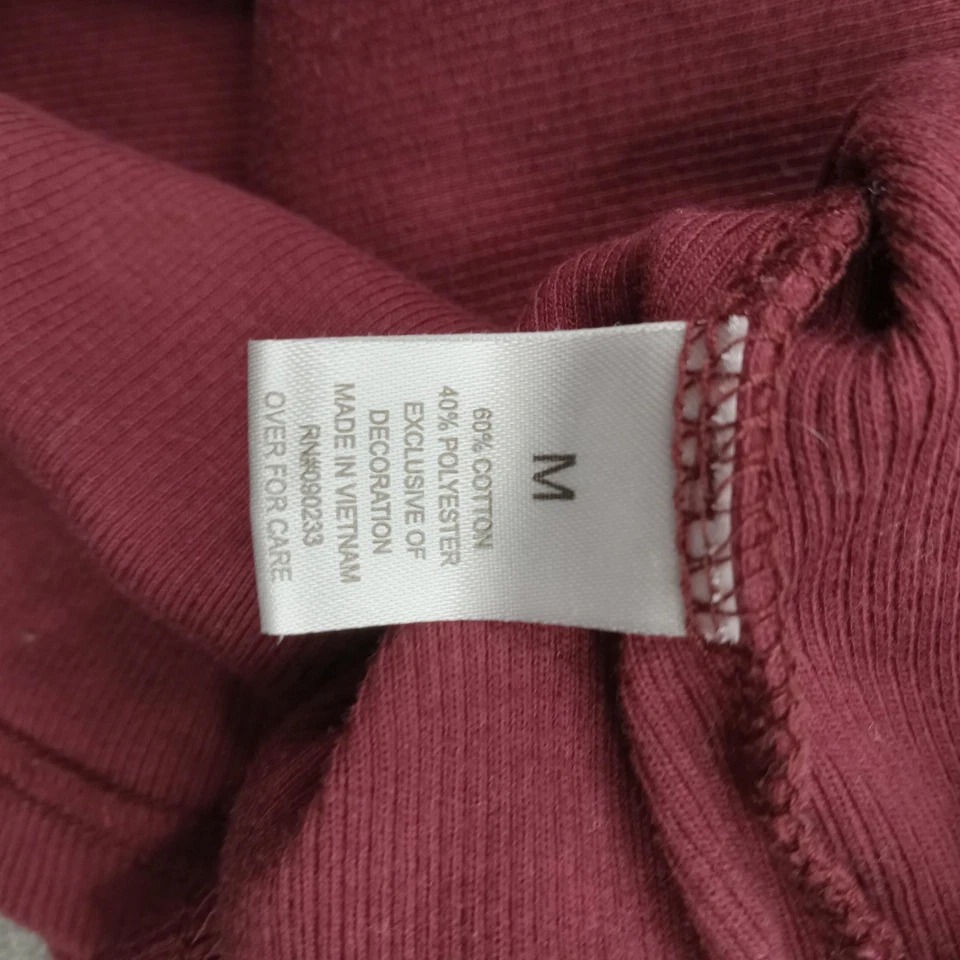 M
60% COTTON
40% POLYESTER
EXCLUSIVE OF
DECORATION
MADE IN VIETNAM
RN#090233
OVER FOR CARE